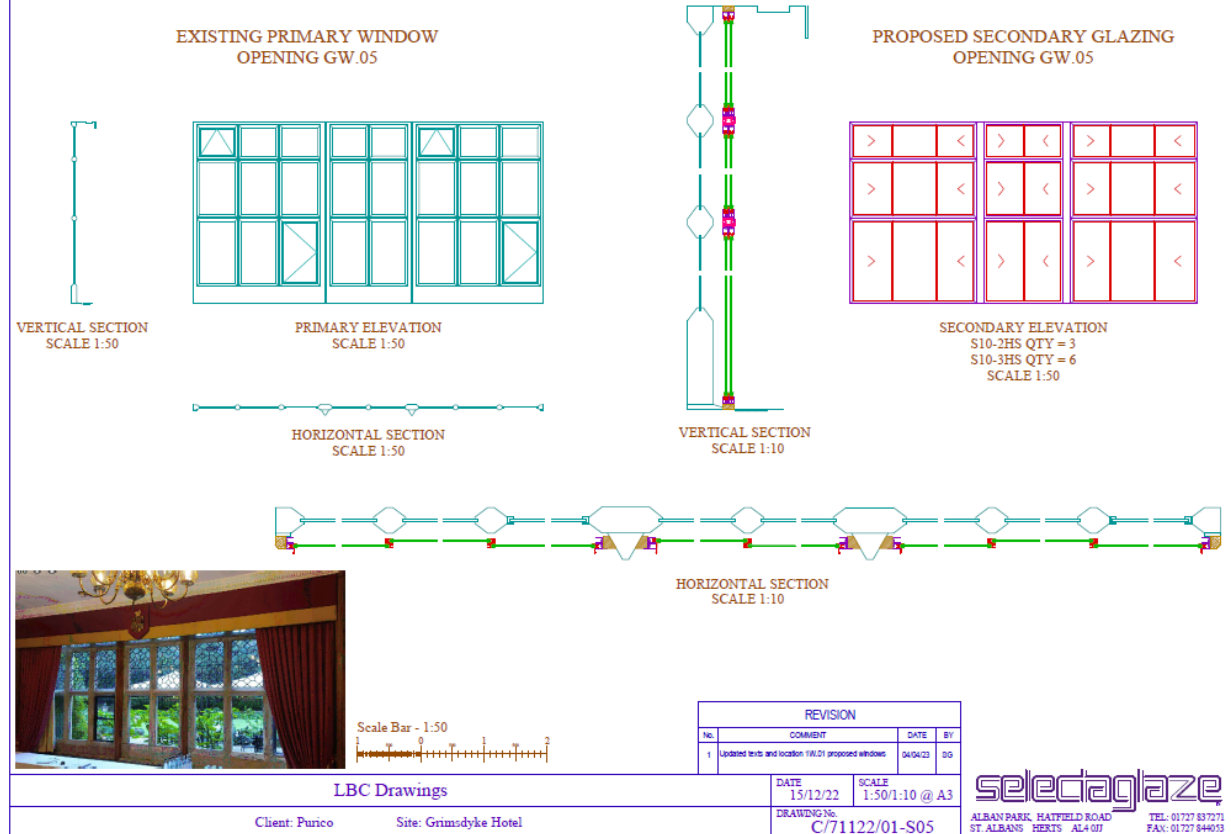 EXISTING PRIMARY WINDOW
OPENING GW.05
PROPOSED SECONDARY GLAZING
OPENING GW.05
VERTICAL SECTION
SCALE 1:50
PRIMARY ELEVATION
SCALE 1:50
SECONDARY ELEVATION
S10-2HS QTY = 3
S10-3HS QTY = 6
SCALE 1:50
HORIZONTAL SECTION
SCALE 1:50
VERTICAL SECTION
SCALE 1:10
HORIZONTAL SECTION
SCALE 1:10
Scale Bar - 1:50
1 0 1 2
REVISION
No. COMMENT DATE BY
1 Updated texts and location 1W.01 proposed windows 04/04/23 SG
LBC Drawings
DATE
15/12/22
SCALE
1:50/1:10 @ A3
Client: Purico Site: Grimsdyke Hotel
DRAWING No.
C/71122/01-S05
selectaglaze
ALBAN PARK, HATFIELD ROAD
ST. ALBANS HERTS AL4 0JJ
TEL: 01727 837271
FAX: 01727 844053